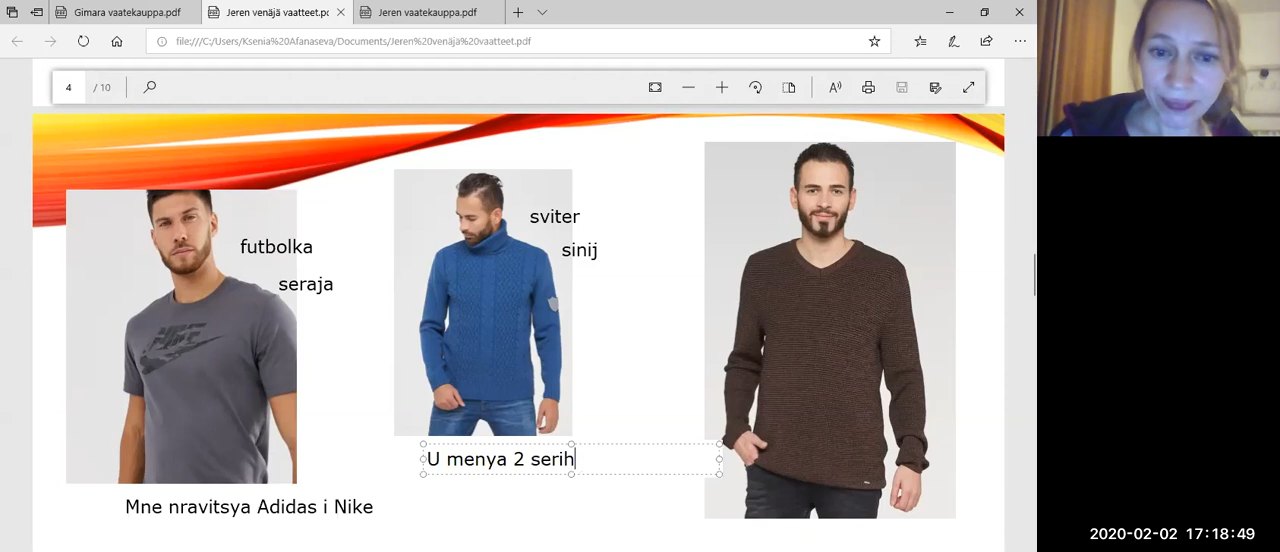 Gimara vaatekauppa.pdf
Jeren venäjä vaatteet.pd
Jeren vaatekauppa.pdf
file:///C:/Users/Ksenia%20Afanaseva/Documents/Jeren%20venäjä%20vaatteet.pdf
4 / 10
futbolka
seraja
sviter
sinij
U menya 2 serih
Mne nravitsya Adidas i Nike
2020-02-02 17:18:49